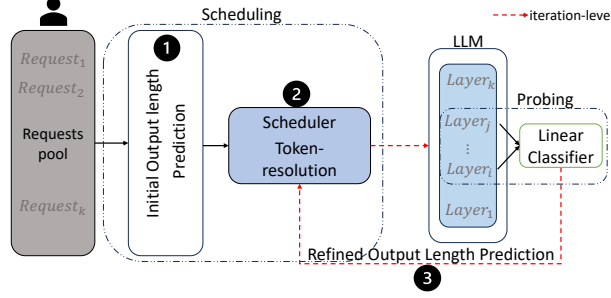 Scheduling
iteration-leve
1
LLM
Request₁
Request₂
Requests
pool
Requestₖ
Initial Output length
Prediction
2
Scheduler
Token-
resolution
Layerₖ
Layerⱼ
⋮
Layerᵢ
Layer₁
Probing
Linear
Classifier
Refined Output Length Prediction
3